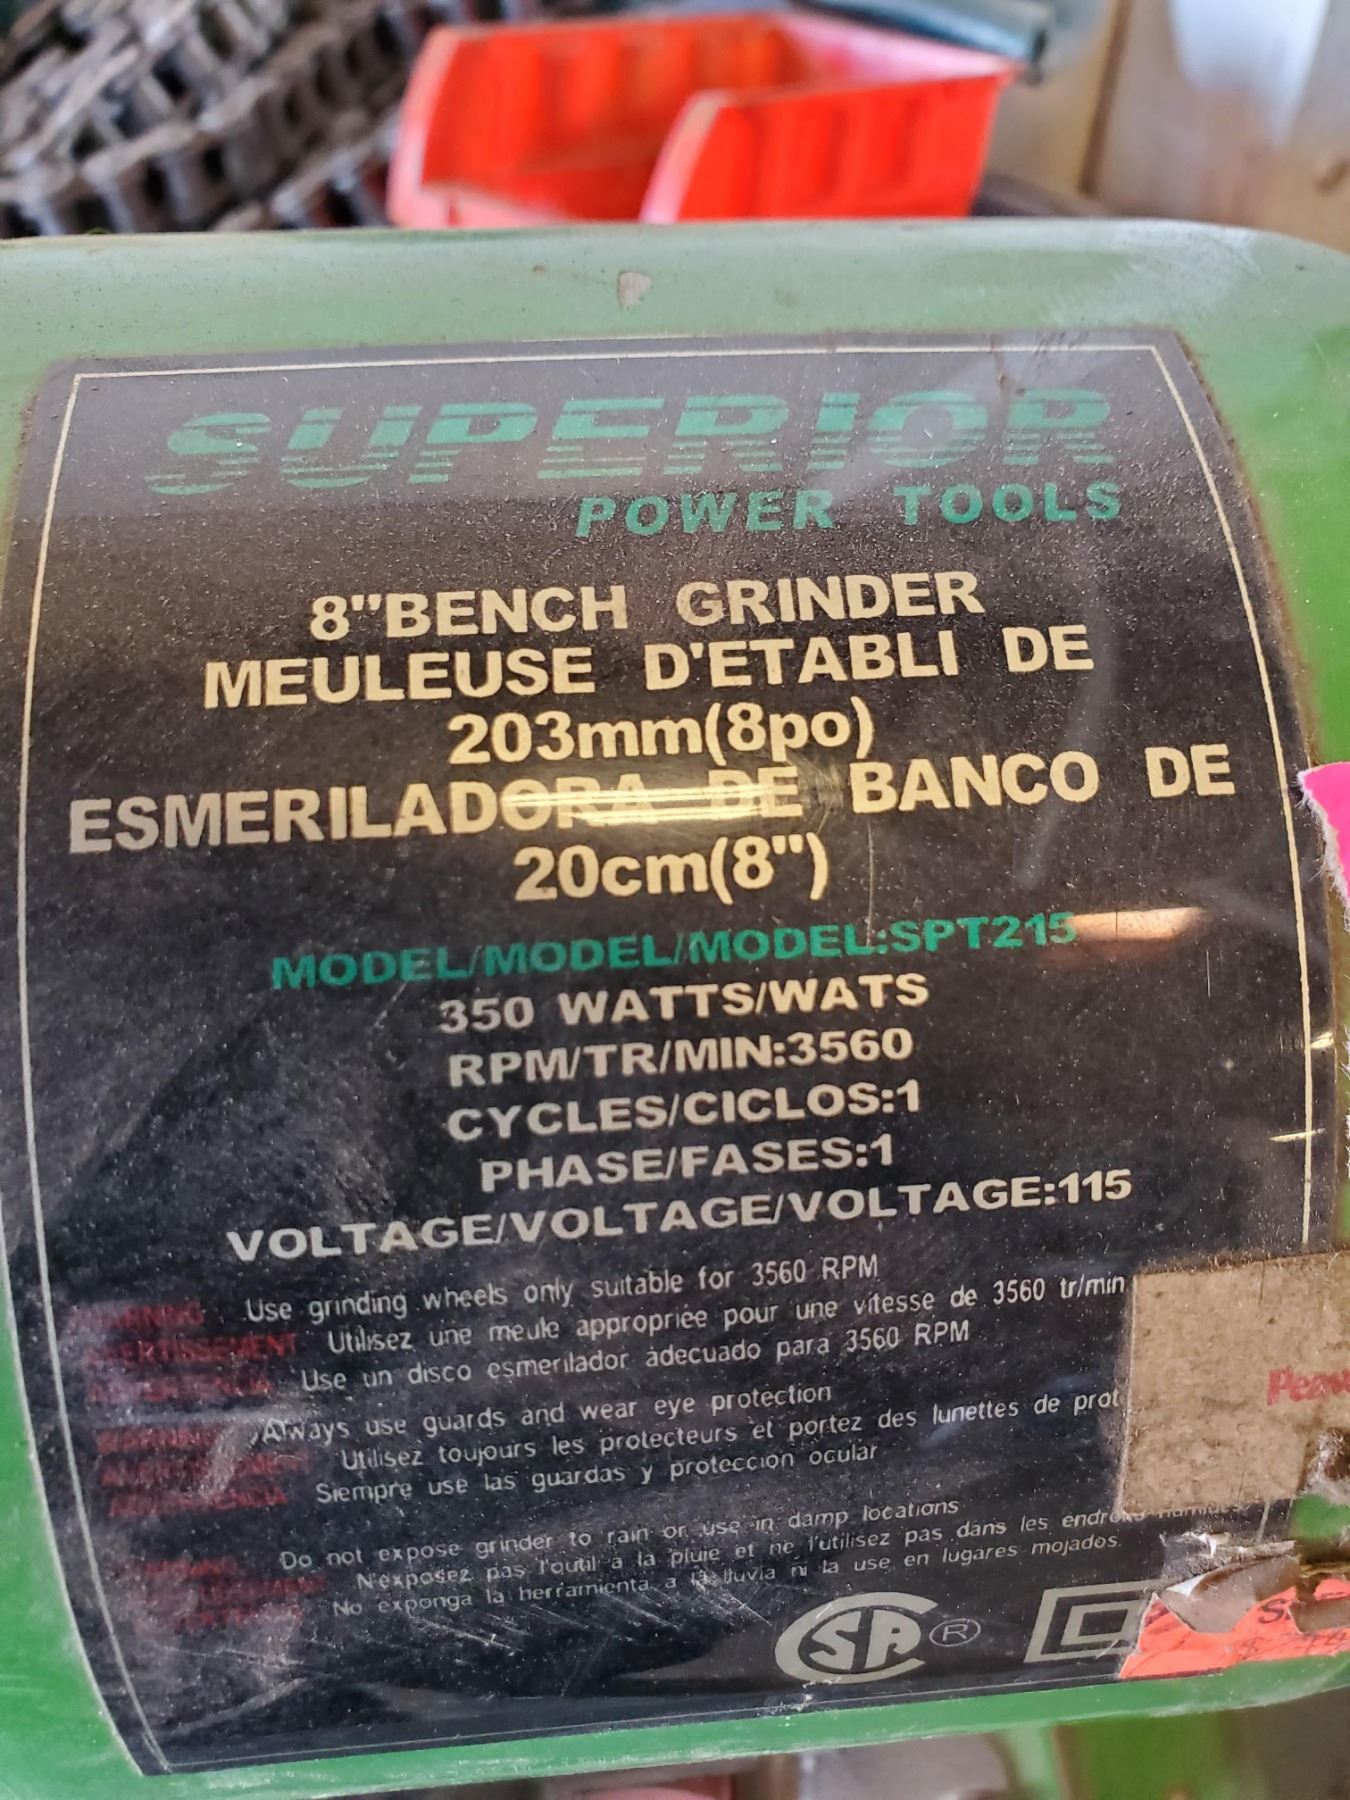 SUPERIOR
POWER TOOLS
8"BENCH GRINDER
MEULEUSE D'ETABLI DE
203mm(8po)
ESMERILADORA DE BANCO DE
20cm(8")
MODEL/MODEL/MODEL:SPT215
350 WATTS/WATS
RPM/TR/MIN:3560
CYCLES/CICLOS:1
PHASE/FASES:1
VOLTAGE/VOLTAGE/VOLTAGE:115
WARNING Use grinding wheels only suitable for 3560 RPM
AVERTISSEMENT Utilisez une meule appropriée pour une vitesse de 3560 tr/min
Use un disco esmerilador adecuado para 3560 RPM
WARNING Always use guards and wear eye protection
Utilisez toujours les protecteurs et portez des lunettes de prot
Siempre use las guardas y proteccion ocular
Do not expose grinder to rain or use in damp locations
N'exposez pas l'outil à la pluie et ne l'utilisez pas dans les endroits humides
No exponga la herramienta a la lluvia ni la use en lugares mojados.
CSA ®